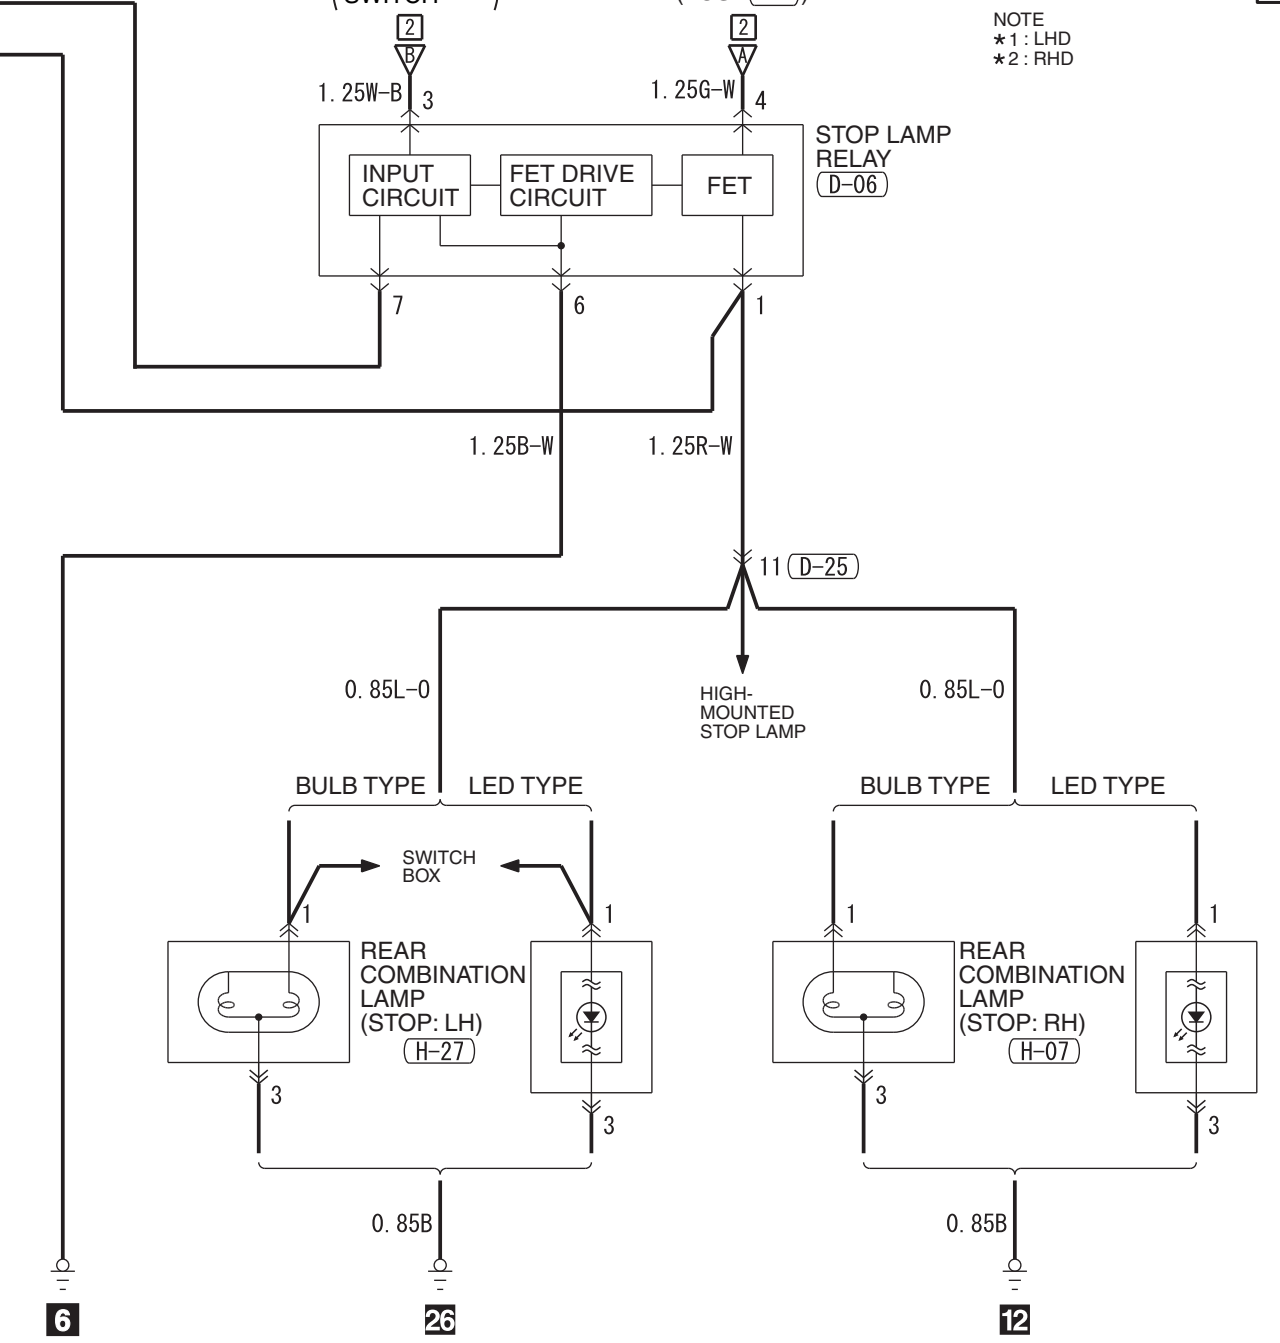 NOTE
*1 : LHD
*2 : RHD
2
2
B
A
1.25W-B
3
1.25G-W
4
STOP LAMP
RELAY
D-06
INPUT
CIRCUIT
FET DRIVE
CIRCUIT
FET
7
6
1
1.25B-W
1.25R-W
11
D-25
0.85L-O
HIGH-
MOUNTED
STOP LAMP
0.85L-O
BULB TYPE
LED TYPE
BULB TYPE
LED TYPE
SWITCH
BOX
1
1
1
1
REAR
COMBINATION
LAMP
(STOP: LH)
H-27
REAR
COMBINATION
LAMP
(STOP: RH)
H-07
3
3
3
3
0.85B
0.85B
6
26
12